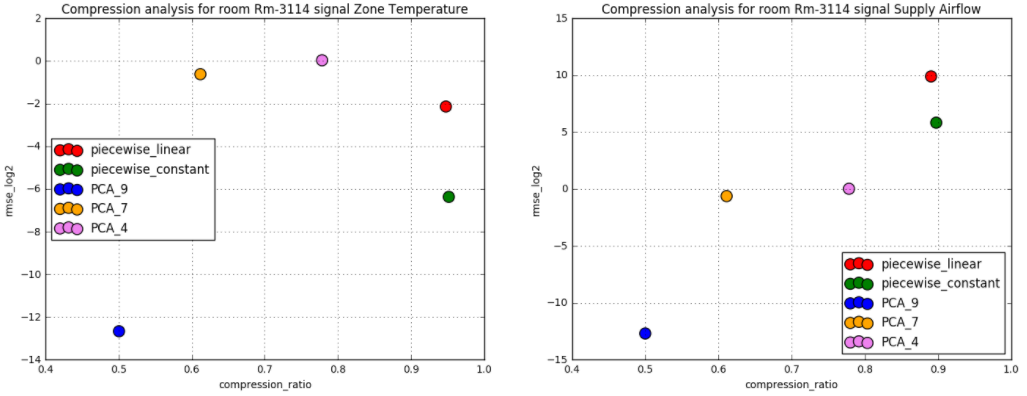 Compression analysis for room Rm-3114 signal Zone Temperature
2
0
−2
−4
−6
−8
−10
−12
−14
rmse_log2
piecewise_linear
piecewise_constant
PCA_9
PCA_7
PCA_4
0.4 0.5 0.6 0.7 0.8 0.9 1.0
compression_ratio
Compression analysis for room Rm-3114 signal Supply Airflow
15
10
5
0
−5
−10
−15
rmse_log2
piecewise_linear
piecewise_constant
PCA_9
PCA_7
PCA_4
0.4 0.5 0.6 0.7 0.8 0.9 1.0
compression_ratio